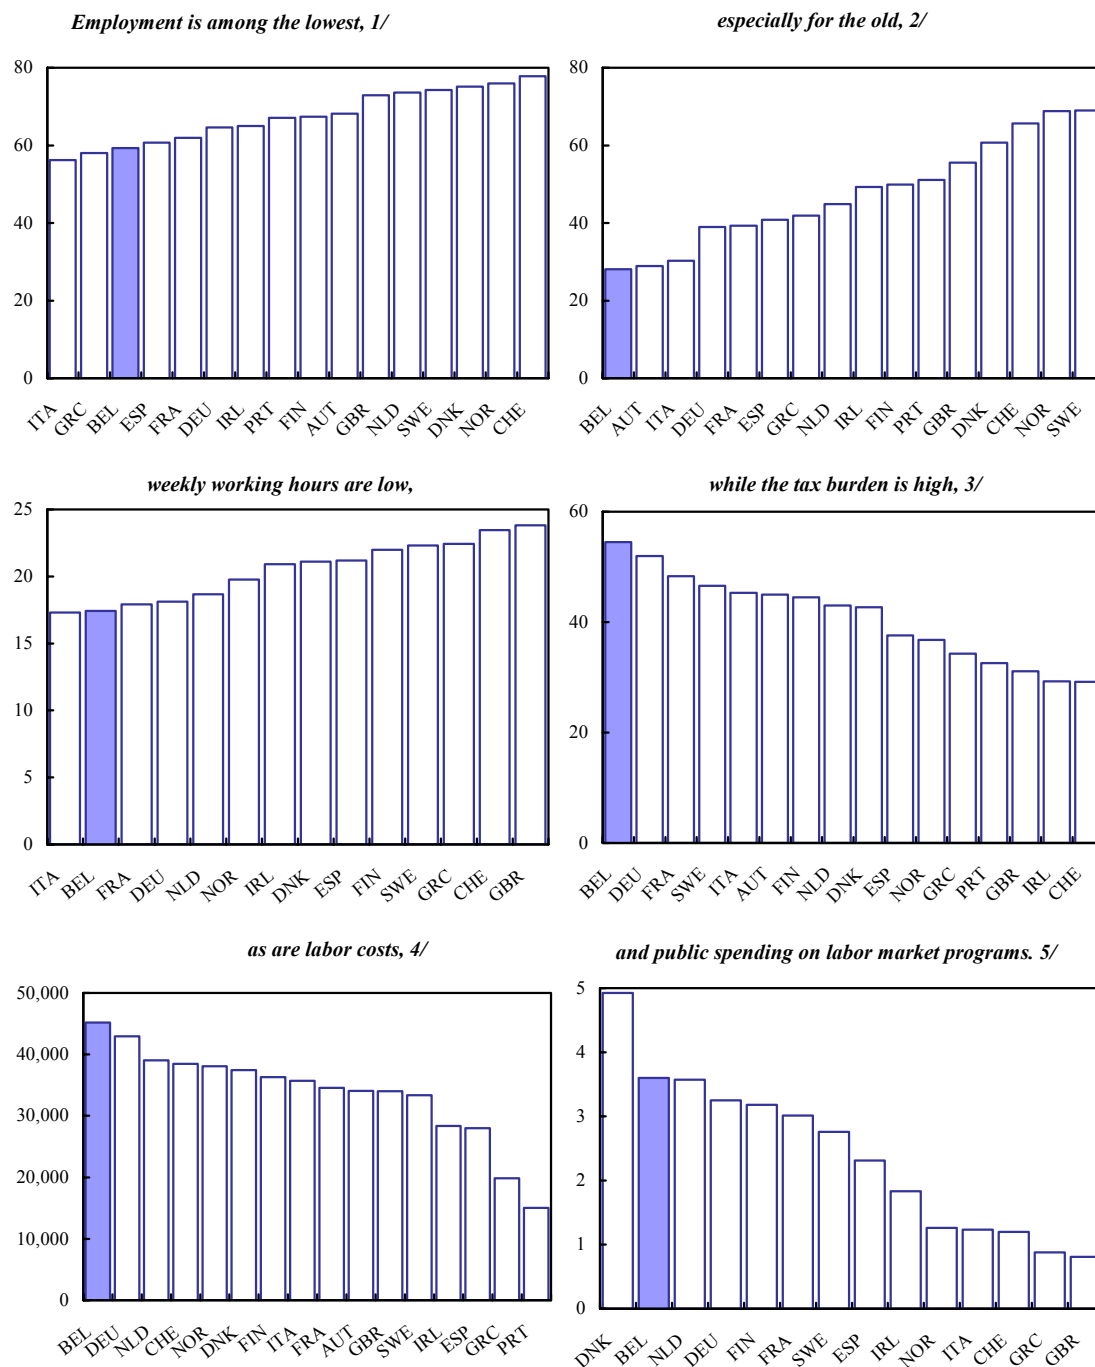 Employment is among the lowest, 1/
80
60
40
20
0
ITA GRC BEL ESP FRA DEU IRL PRT FIN AUT GBR NLD SWE DNK NOR CHE
especially for the old, 2/
80
60
40
20
0
BEL AUT ITA DEU FRA ESP GRC NLD IRL FIN PRT GBR DNK CHE NOR SWE
weekly working hours are low,
25
20
15
10
5
0
ITA BEL FRA DEU NLD NOR IRL DNK ESP FIN SWE GRC CHE GBR
while the tax burden is high, 3/
60
40
20
0
BEL DEU FRA SWE ITA AUT FIN NLD DNK ESP NOR GRC PRT GBR IRL CHE
as are labor costs, 4/
50,000
40,000
30,000
20,000
10,000
0
BEL DEU NLD CHE NOR DNK FIN ITA FRA AUT GBR SWE IRL ESP GRC PRT
and public spending on labor market programs. 5/
5
4
3
2
1
0
DNK BEL NLD DEU FIN FRA SWE ESP IRL NOR ITA CHE GRC GBR